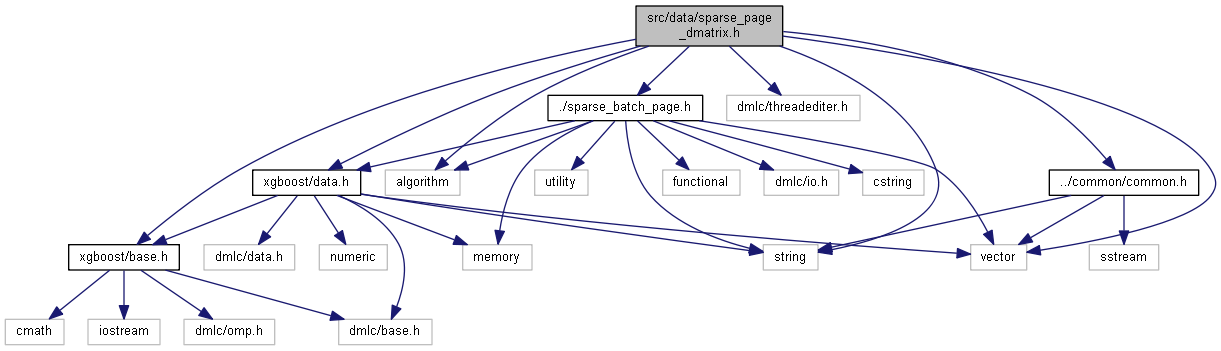 src/data/sparse_page
_dmatrix.h
./sparse_batch_page.h
dmlc/threadediter.h
xgboost/data.h
algorithm
utility
functional
dmlc/io.h
cstring
../common/common.h
xgboost/base.h
dmlc/data.h
numeric
memory
string
vector
sstream
cmath
iostream
dmlc/omp.h
dmlc/base.h